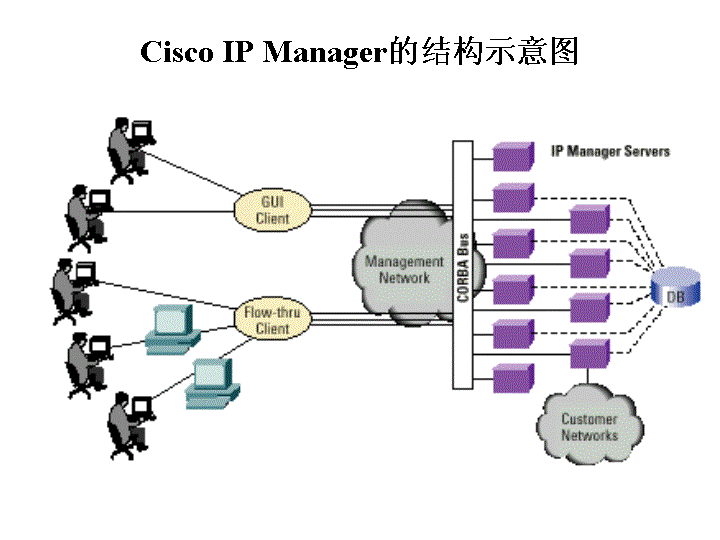 Cisco IP Manager的结构示意图
IP Manager Servers
GUI
Client
Management
Network
CORBA Bus
DB
Flow-thru
Client
Customer
Networks